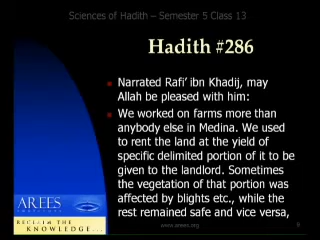 Sciences of Hadith – Semester 5 Class 13
Hadith #286
Narrated Rafi’ ibn Khadij, may
Allah be pleased with him:
We worked on farms more than
anybody else in Medina. We used
to rent the land at the yield of
specific delimited portion of it to be
given to the landlord. Sometimes
the vegetation of that portion was
affected by blights etc., while the
rest remained safe and vice versa,
AREES
RECLAIM THE
KNOWLEDGE
www.arees.org